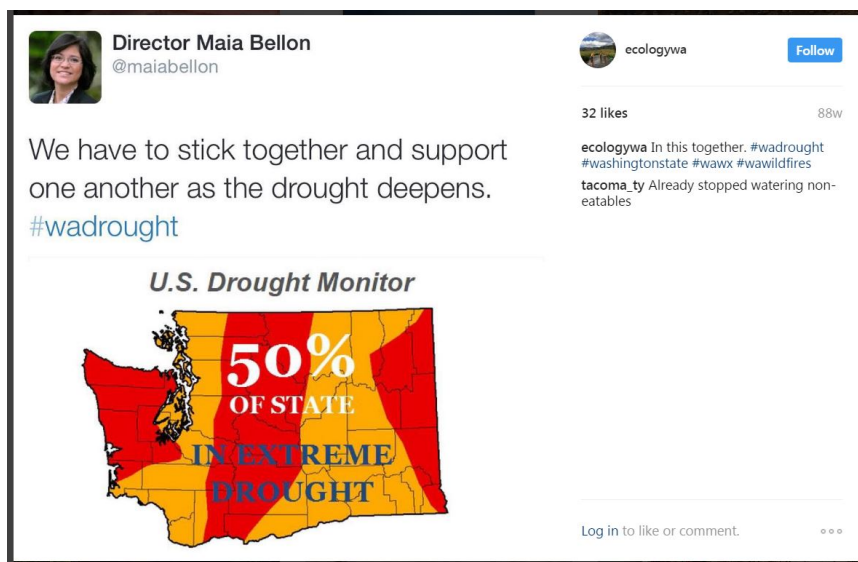 Director Maia Bellon
@maiabellon
We have to stick together and support
one another as the drought deepens.
#wadrought
U.S. Drought Monitor
50%
OF STATE
IN EXTREME
DROUGHT
ecologywa
Follow
32 likes
88w
ecologywa In this together. #wadrought
#washingtonstate #wawx #wawildfires
tacoma_ty Already stopped watering non-
eatables
Log in to like or comment.